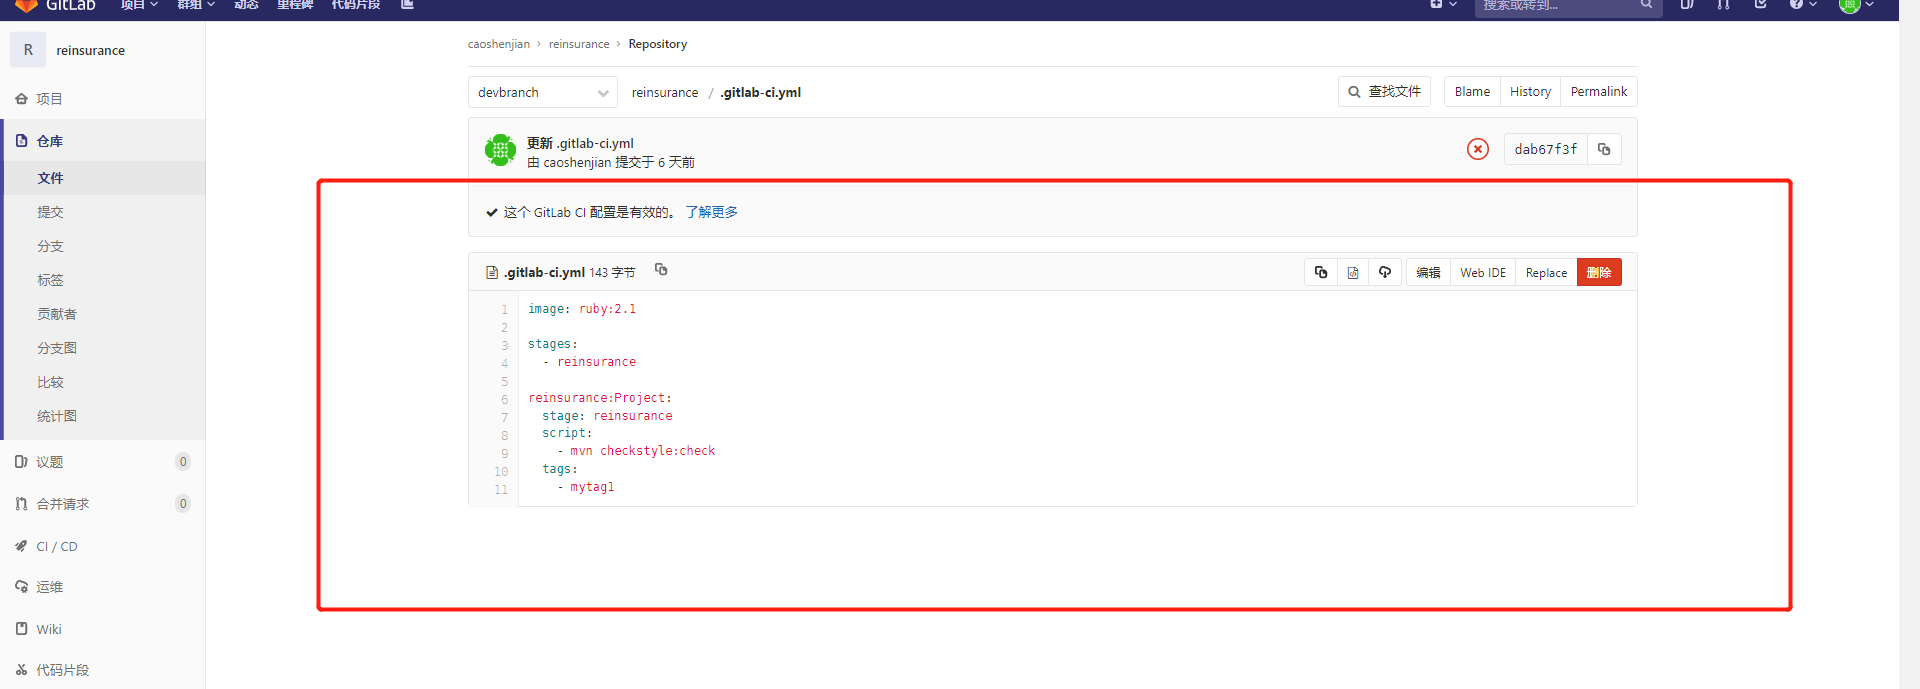 GitLab 项目 群组 动态 里程碑 代码片段 搜索或转到...
R reinsurance
项目
仓库
文件
提交
分支
标签
贡献者
分支图
比较
统计图
议题 0
合并请求 0
CI / CD
运维
Wiki
代码片段
caoshenjian › reinsurance › Repository
devbranch reinsurance / .gitlab-ci.yml 查找文件 Blame History Permalink
更新 .gitlab-ci.yml
由 caoshenjian 提交于 6 天前
dab67f3f
这个 GitLab CI 配置是有效的。 了解更多
.gitlab-ci.yml 143 字节 编辑 Web IDE Replace 删除
1 image: ruby:2.1
2
3 stages:
4 - reinsurance
5
6 reinsurance:Project:
7 stage: reinsurance
8 script:
9 - mvn checkstyle:check
10 tags:
11 - mytag1